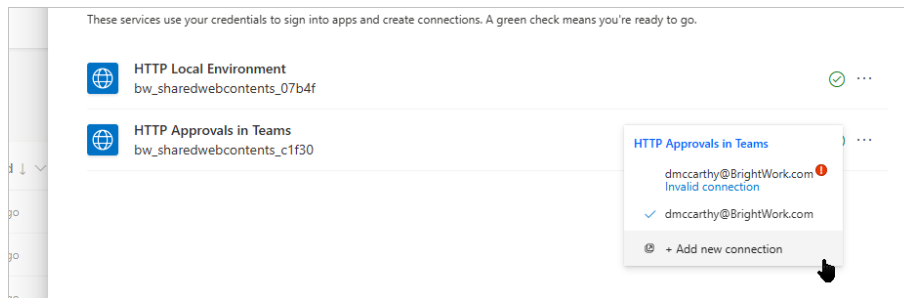 These services use your credentials to sign into apps and create connections. A green check means you're ready to go.
HTTP Local Environment
bw_sharedwebcontents_07b4f
HTTP Approvals in Teams
bw_sharedwebcontents_c1f30
HTTP Approvals in Teams
dmccarthy@BrightWork.com
Invalid connection
dmccarthy@BrightWork.com
+ Add new connection
d ↓
go
go